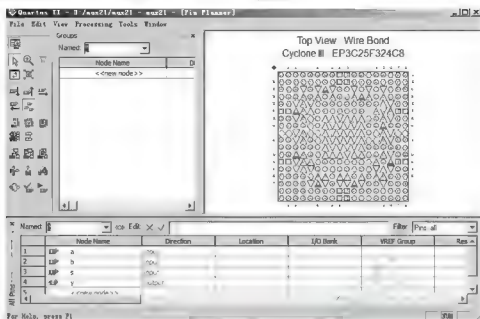 Quartus II - D:/mux21/mux21 - mux21 - [Pin Planner]
File Edit View Processing Tools Window
Groups
Named:
Node Name
<<new node>>
Top View Wire Bond
Cyclone III EP3C25F324C8
Named:
Edit
Filter: Pins: all
Node Name Direction Location I/O Bank VREF Group
1 a Input
2 b Input
3 s Input
4 y Output
5 <<new node>>
All Pins
For Help, press F1